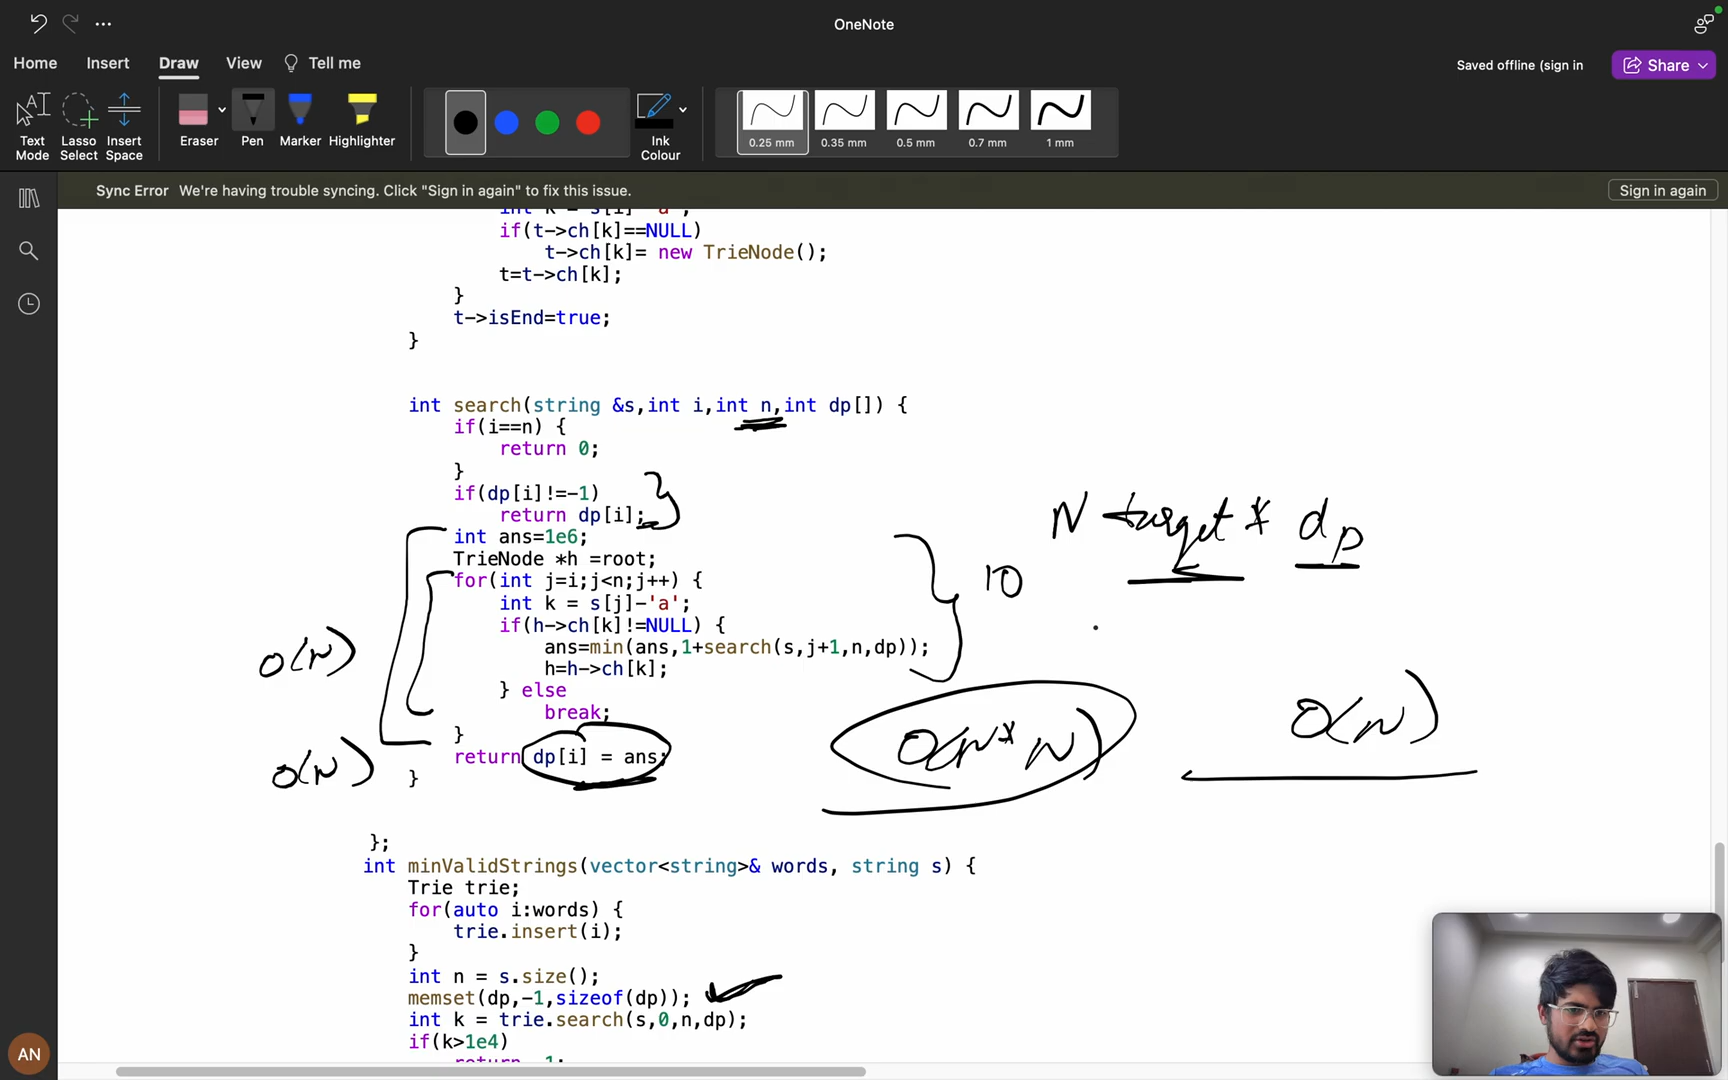 OneNote
Home Insert Draw View Tell me
Saved offline (sign in
Share
Text Mode
Lasso Select
Insert Space
Eraser
Pen
Marker
Highlighter
Ink Colour
0.25 mm
0.35 mm
0.5 mm
0.7 mm
1 mm
Sync Error We're having trouble syncing. Click "Sign in again" to fix this issue.
Sign in again
int k = s[i]-'a';
if(t->ch[k]==NULL)
t->ch[k]= new TrieNode();
t=t->ch[k];
}
t->isEnd=true;
}
int search(string &s,int i,int n,int dp[]) {
if(i==n) {
return 0;
}
if(dp[i]!=-1)
return dp[i];
int ans=1e6;
TrieNode *h =root;
for(int j=i;j<n;j++) {
int k = s[j]-'a';
if(h->ch[k]!=NULL) {
ans=min(ans,1+search(s,j+1,n,dp));
h=h->ch[k];
} else
break;
}
return dp[i] = ans;
}
};
N target * dp
10
O(N)
O(N)
O(N*N)
O(N)
int minValidStrings(vector<string>& words, string s) {
Trie trie;
for(auto i:words) {
trie.insert(i);
}
int n = s.size();
memset(dp,-1,sizeof(dp));
int k = trie.search(s,0,n,dp);
if(k>1e4)
AN